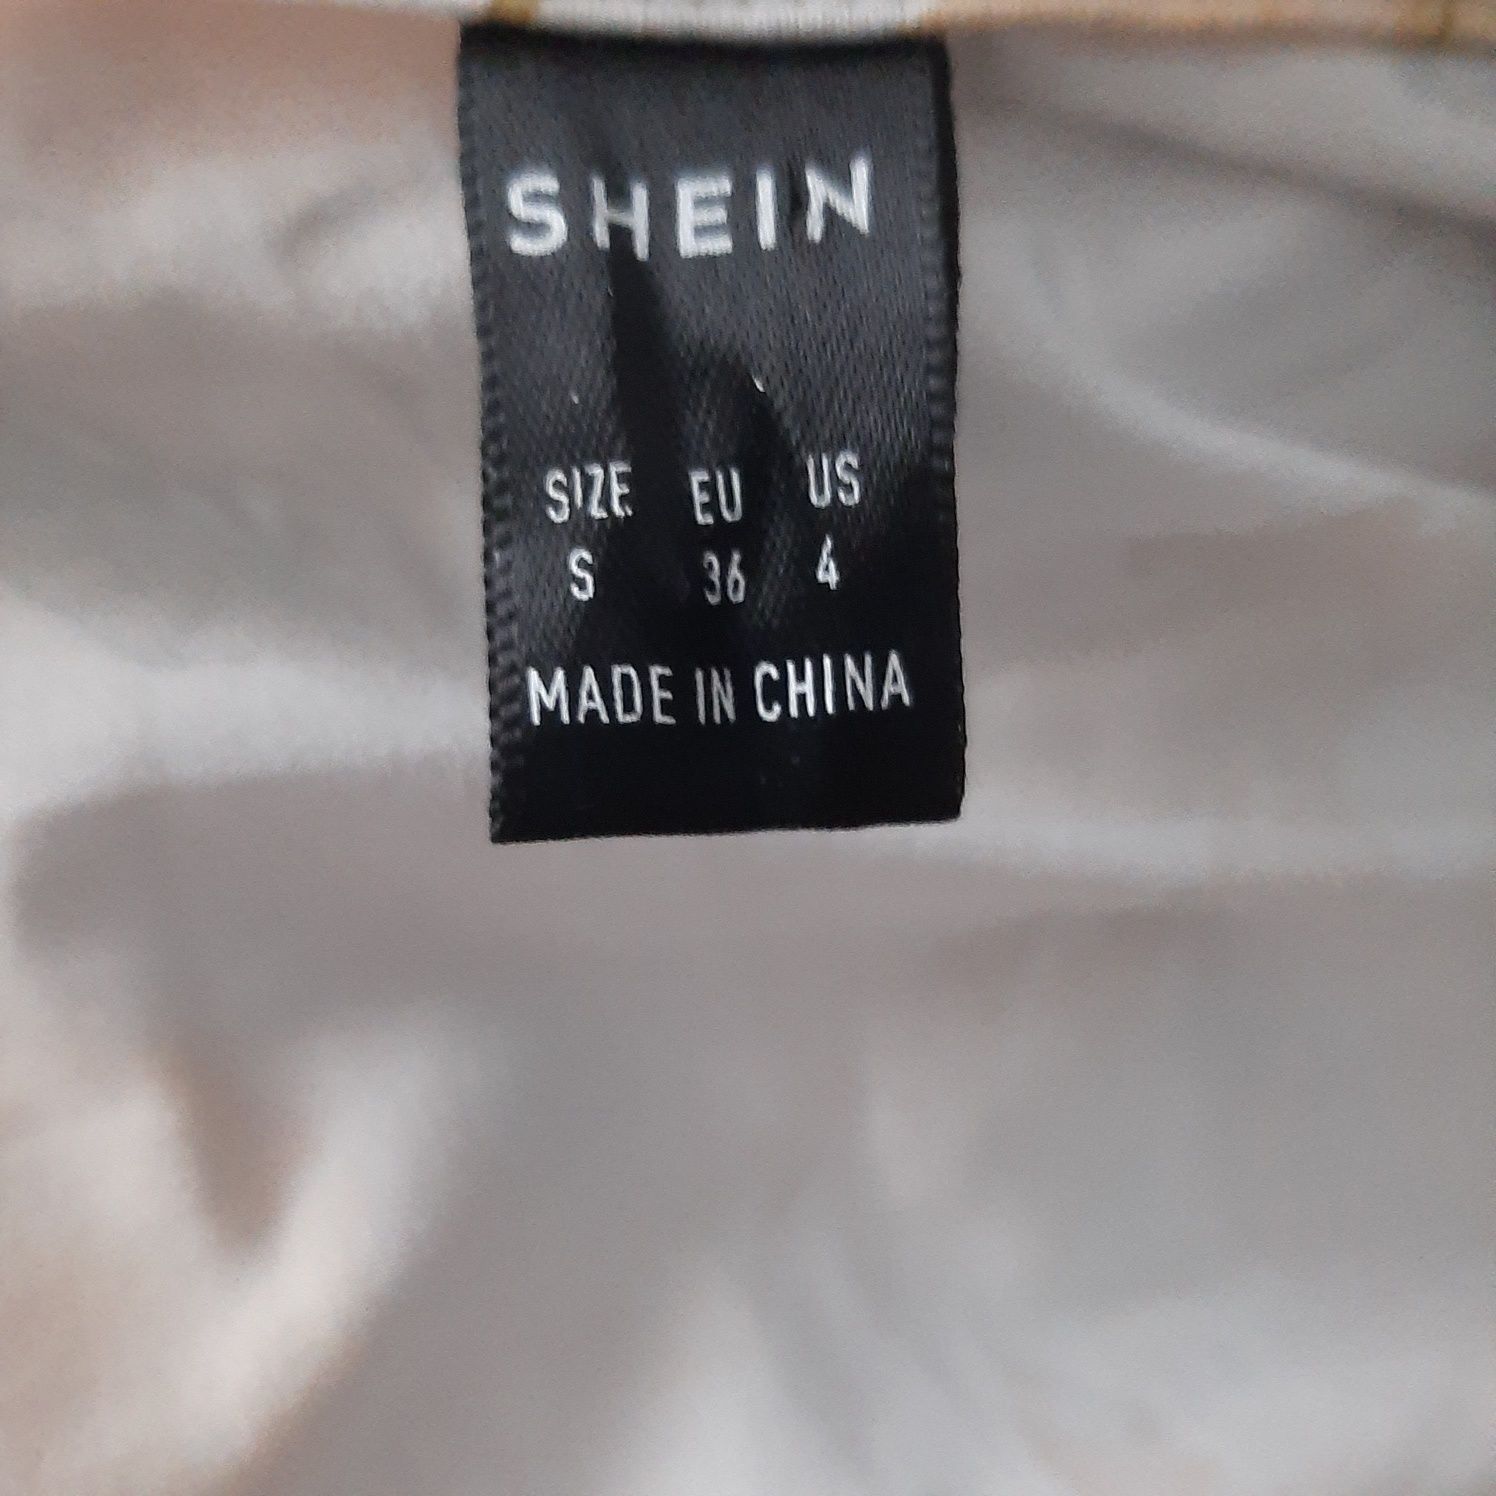 SHEIN
SIZE EU US
S 36 4
MADE IN CHINA